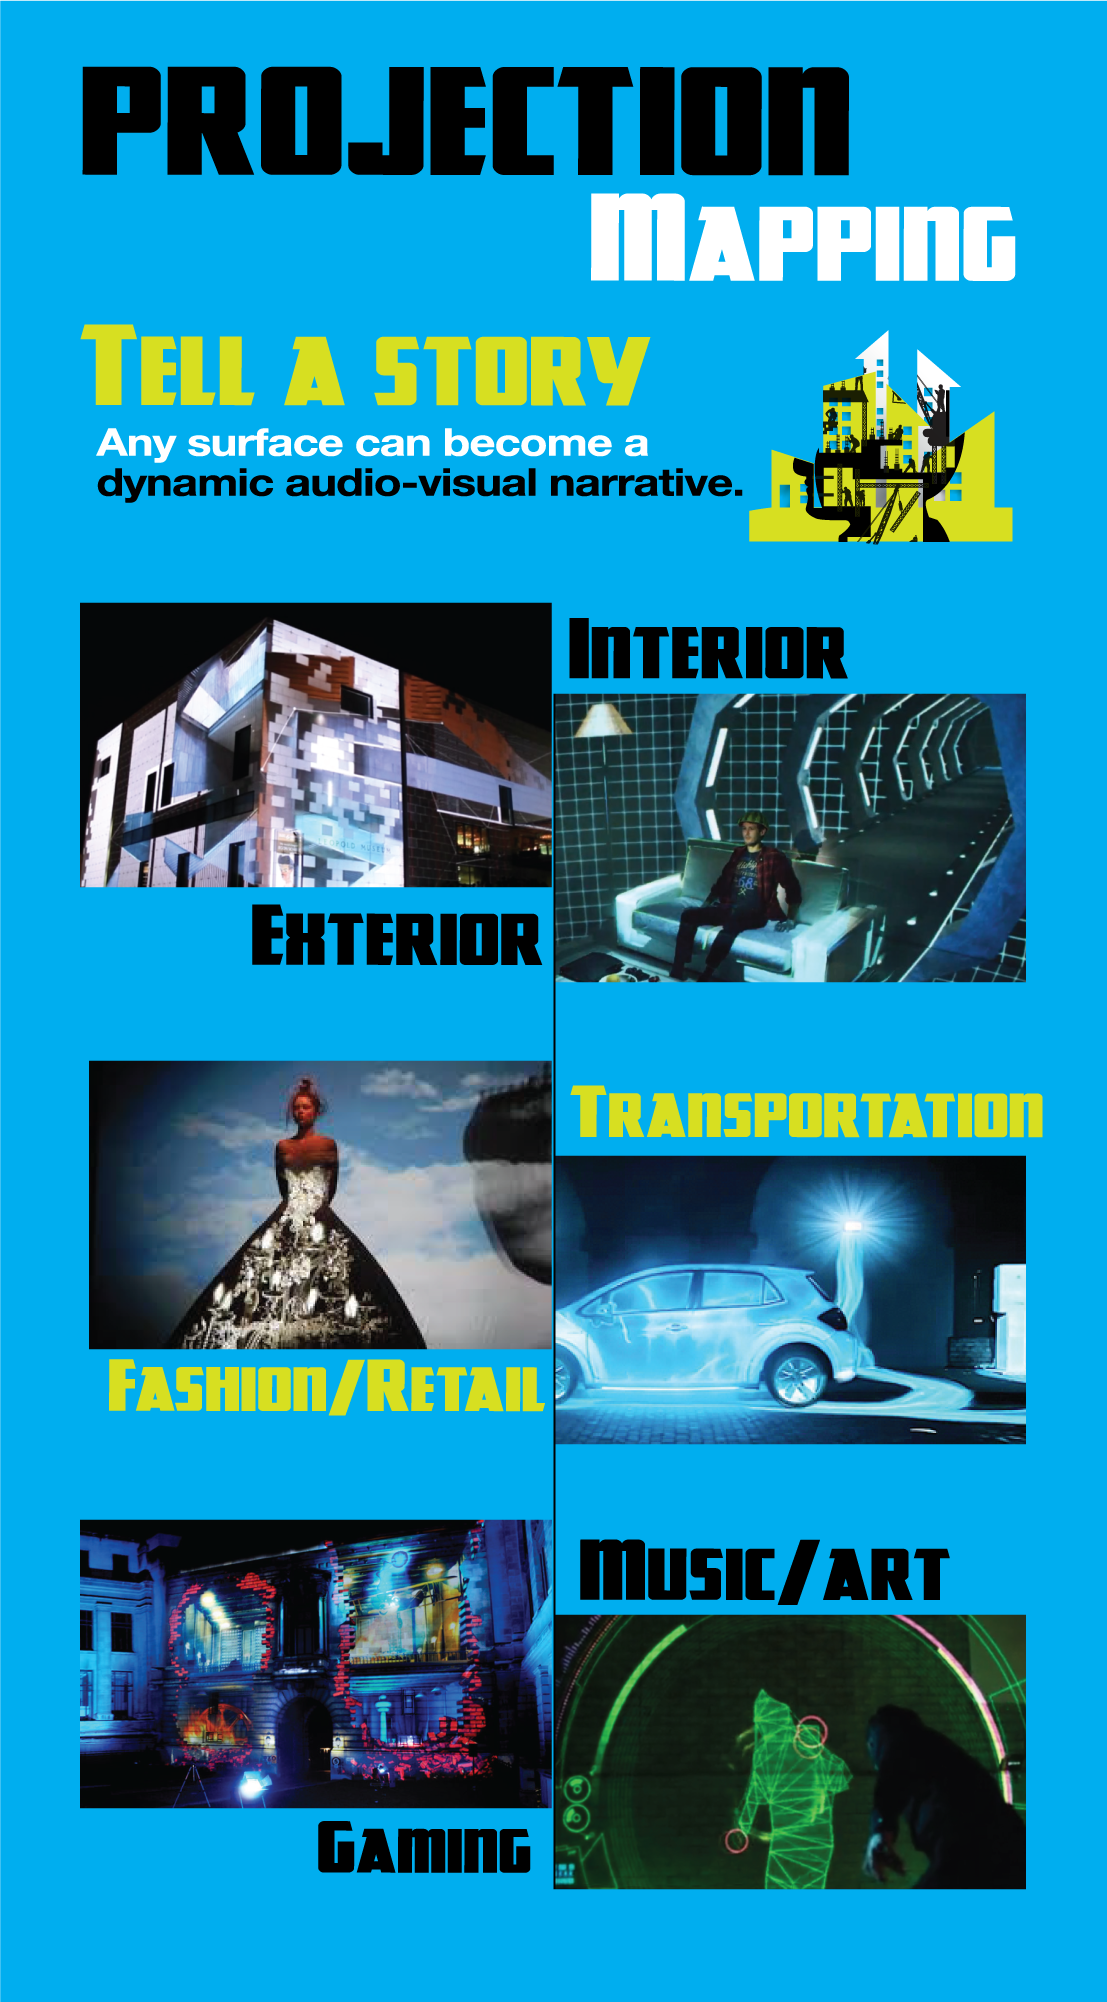 PROJECTION
MAPPING
TELL A STORY
Any surface can become a
dynamic audio-visual narrative.
INTERIOR
EXTERIOR
TRANSPORTATION
FASHION/RETAIL
MUSIC/ART
GAMING